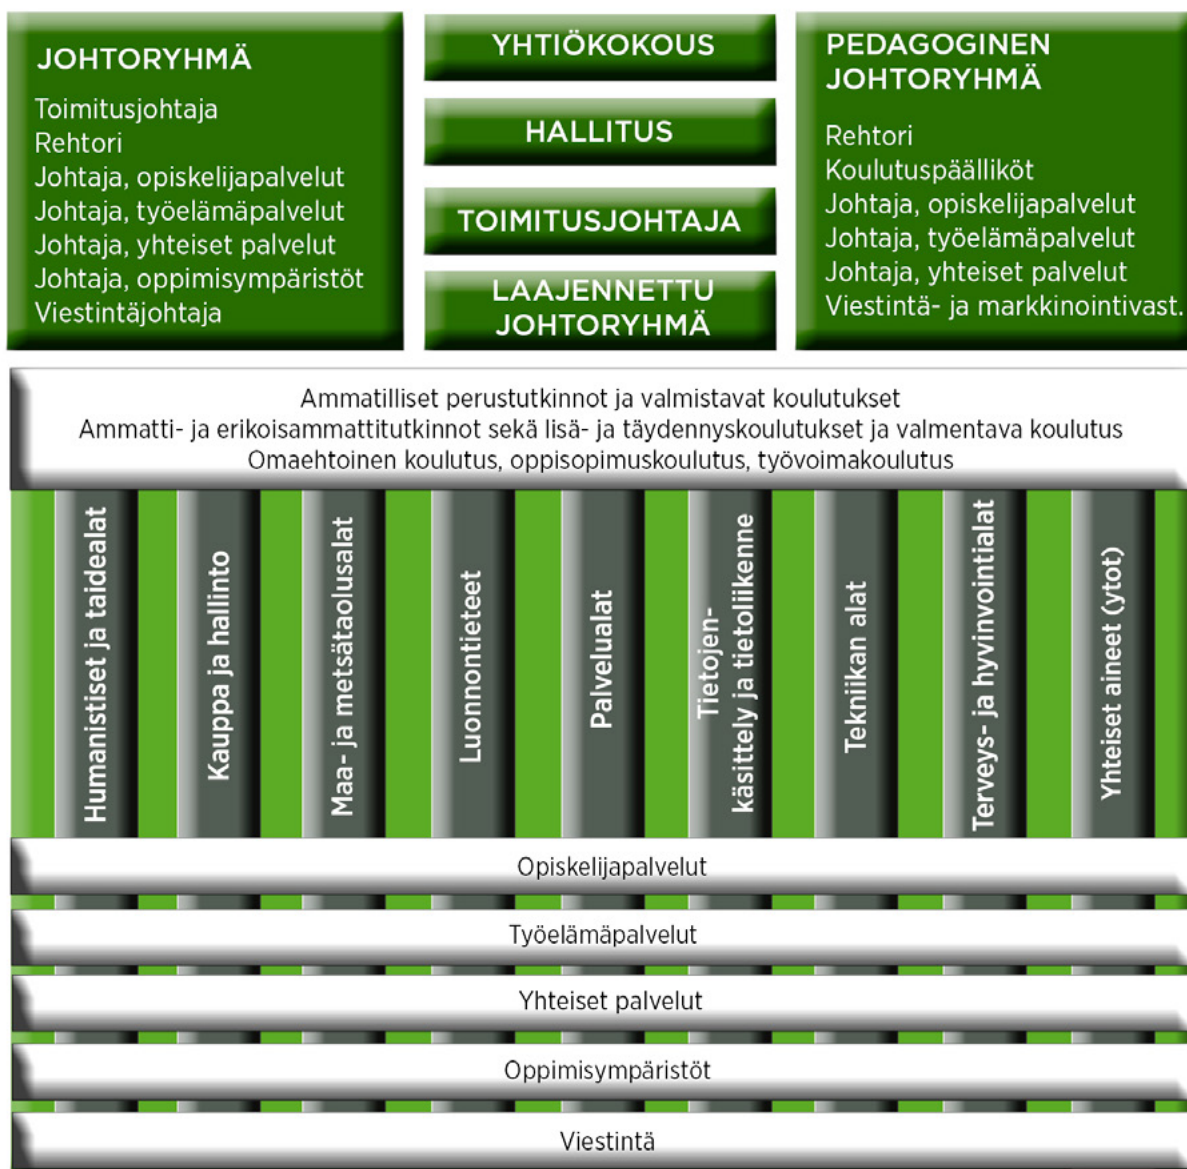 JOHTORYHMÄ
Toimitusjohtaja
Rehtori
Johtaja, opiskelijapalvelut
Johtaja, työelämäpalvelut
Johtaja, yhteiset palvelut
Johtaja, oppimisympäristöt
Viestintäjohtaja
YHTIÖKOKOUS
HALLITUS
TOIMITUSJOHTAJA
LAAJENNETTU
JOHTORYHMÄ
PEDAGOGINEN
JOHTORYHMÄ
Rehtori
Koulutuspäälliköt
Johtaja, opiskelijapalvelut
Johtaja, työelämäpalvelut
Johtaja, yhteiset palvelut
Viestintä- ja markkinointivast.
Ammatilliset perustutkinnot ja valmistavat koulutukset
Ammatti- ja erikoisammattitutkinnot sekä lisä- ja täydennyskoulutukset ja valmentava koulutus
Omaehtoinen koulutus, oppisopimuskoulutus, työvoimakoulutus
Humanistiset ja taidealat
Kauppa ja hallinto
Maa- ja metsätaolusalat
Luonnontieteet
Palvelualat
Tietojen-
käsittely ja tietoliikenne
Tekniikan alat
Terveys- ja hyvinvointialat
Yhteiset aineet (ytot)
Opiskelijapalvelut
Työelämäpalvelut
Yhteiset palvelut
Oppimisympäristöt
Viestintä